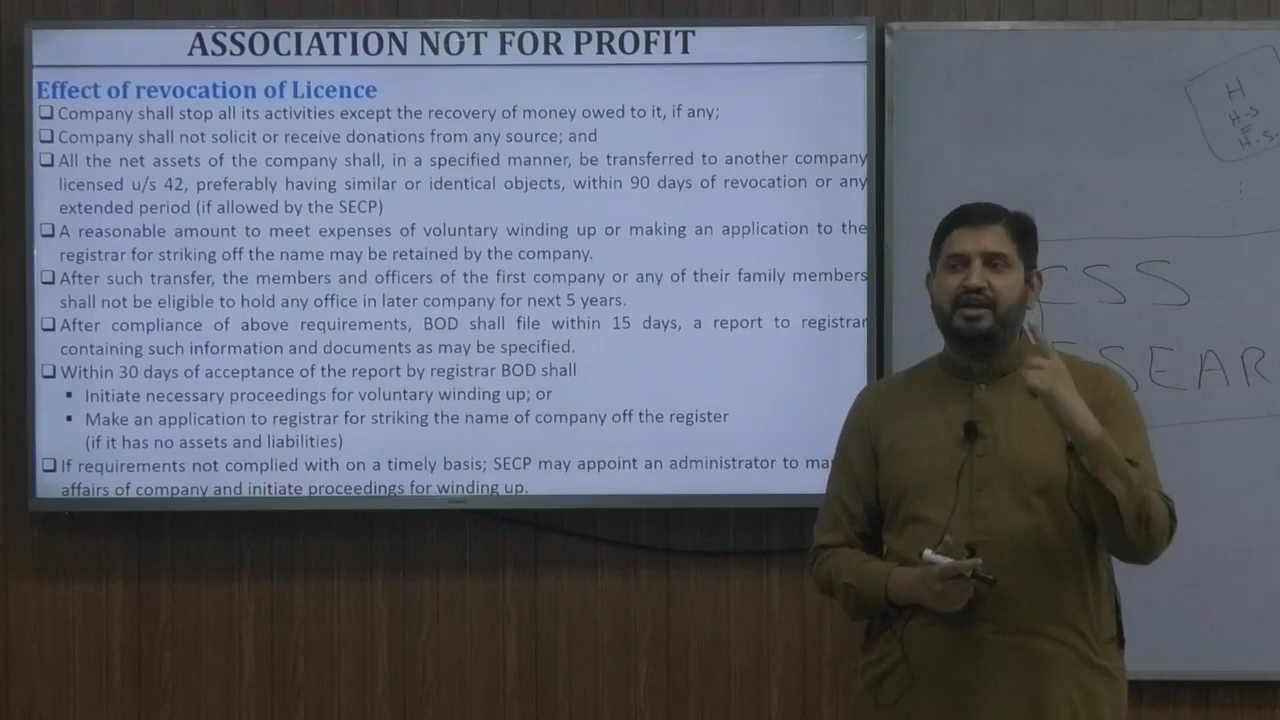 ASSOCIATION NOT FOR PROFIT
Effect of revocation of Licence
❑ Company shall stop all its activities except the recovery of money owed to it, if any;
❑ Company shall not solicit or receive donations from any source; and
❑ All the net assets of the company shall, in a specified manner, be transferred to another company
licensed u/s 42, preferably having similar or identical objects, within 90 days of revocation or any
extended period (if allowed by the SECP)
❑ A reasonable amount to meet expenses of voluntary winding up or making an application to the
registrar for striking off the name may be retained by the company.
❑ After such transfer, the members and officers of the first company or any of their family members
shall not be eligible to hold any office in later company for next 5 years.
❑ After compliance of above requirements, BOD shall file within 15 days, a report to registrar
containing such information and documents as may be specified.
❑ Within 30 days of acceptance of the report by registrar BOD shall
▪ Initiate necessary proceedings for voluntary winding up; or
▪ Make an application to registrar for striking the name of company off the register
(if it has no assets and liabilities)
❑ If requirements not complied with on a timely basis; SECP may appoint an administrator to ma
affairs of company and initiate proceedings for winding up.
H
H-S
CSS
SEAR